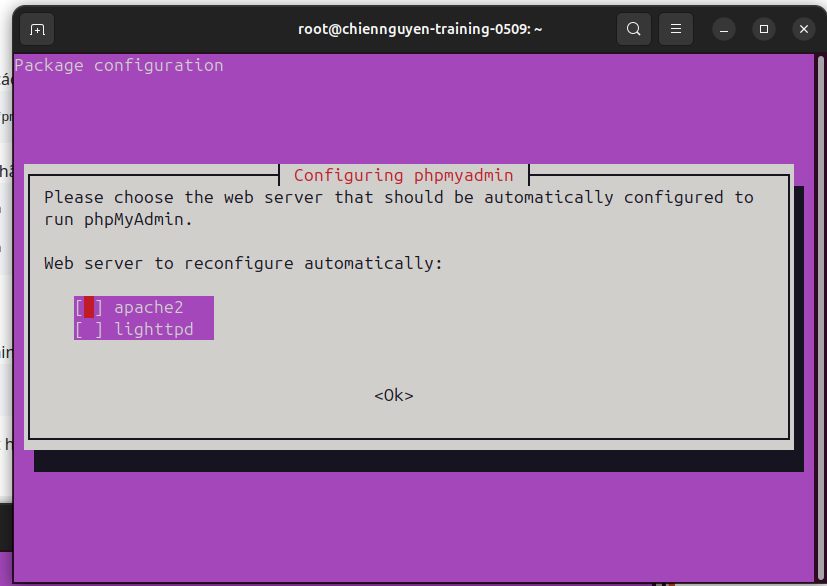 root@chiennguyen-training-0509: ~
Package configuration
Configuring phpmyadmin
Please choose the web server that should be automatically configured to
run phpMyAdmin.
Web server to reconfigure automatically:
[ ] apache2
[ ] lighttpd
<Ok>